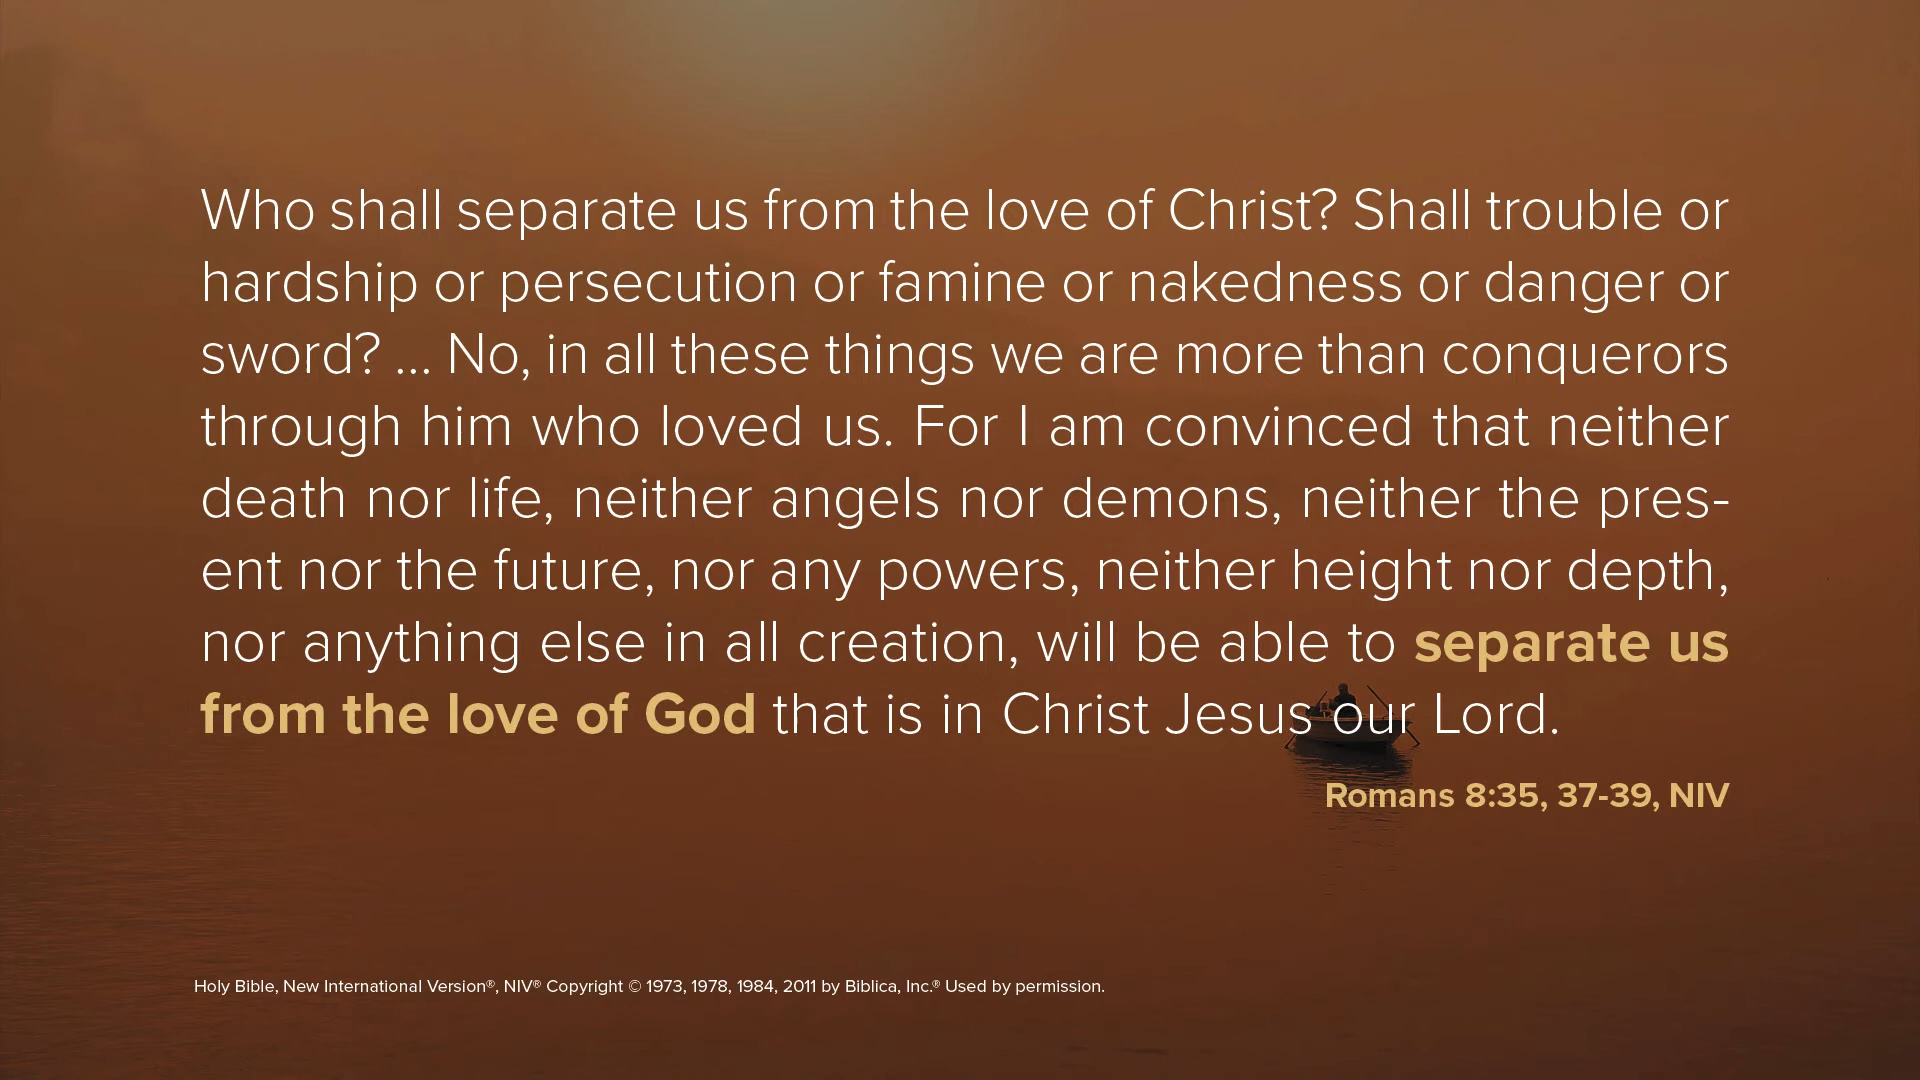 Who shall separate us from the love of Christ? Shall trouble or
hardship or persecution or famine or nakedness or danger or
sword? ... No, in all these things we are more than conquerors
through him who loved us. For I am convinced that neither
death nor life, neither angels nor demons, neither the pres-
ent nor the future, nor any powers, neither height nor depth,
nor anything else in all creation, will be able to separate us
from the love of God that is in Christ Jesus our Lord.
Romans 8:35, 37-39, NIV
Holy Bible, New International Version®, NIV® Copyright © 1973, 1978, 1984, 2011 by Biblica, Inc.® Used by permission.